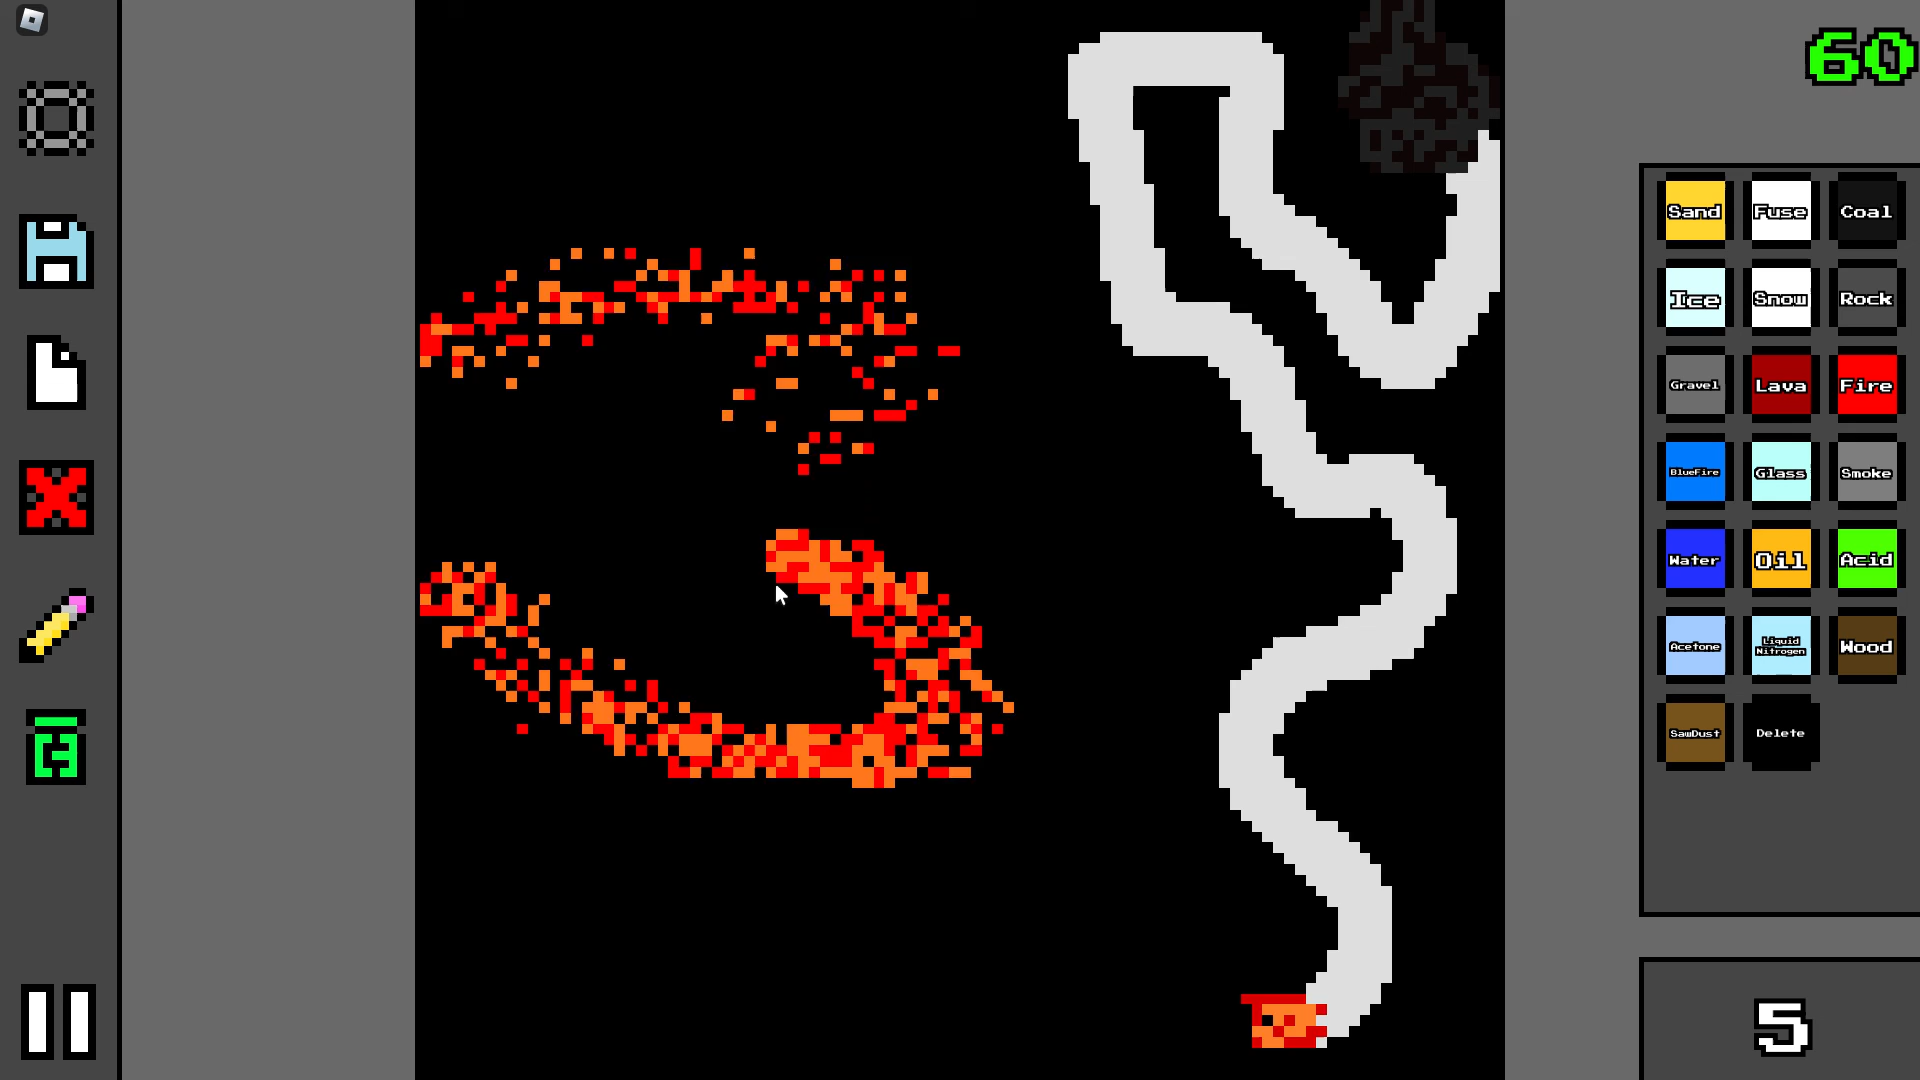 60
Sand Fuse Coal
Ice Snow Rock
Gravel Lava Fire
BlueFire Glass Smoke
Water Oil Acid
Acetone Liquid Nitrogen Wood
SawDust Delete
5